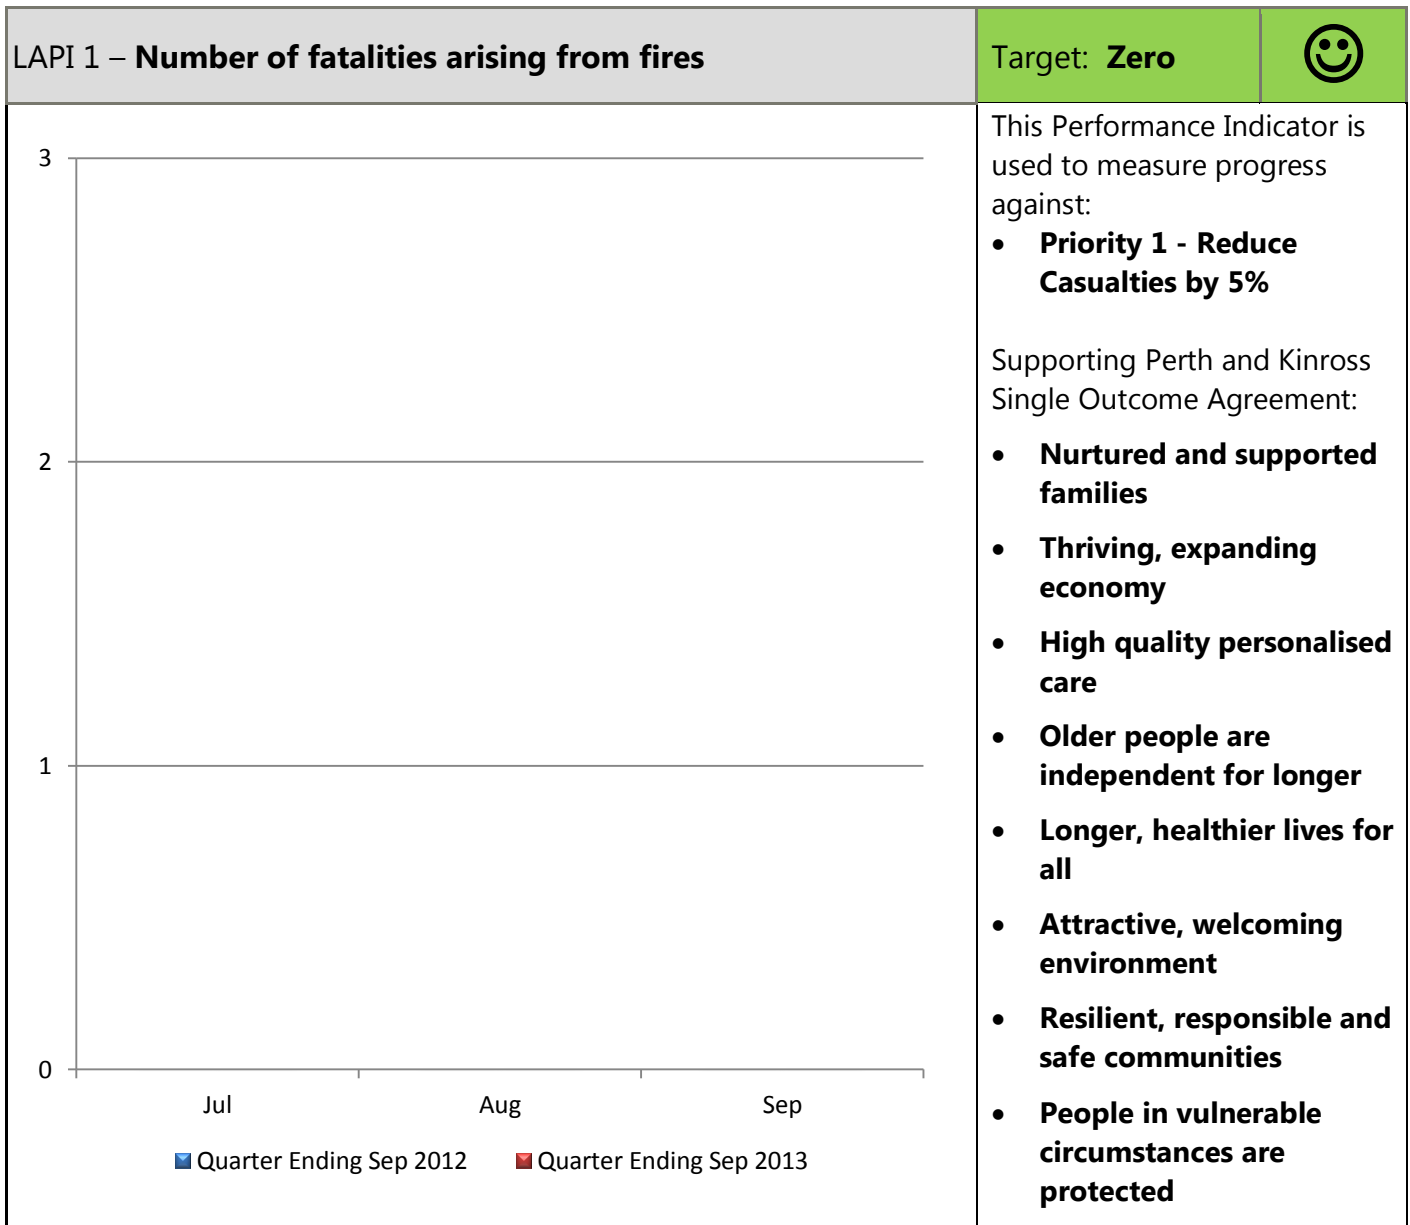 LAPI 1 – Number of fatalities arising from fires
Target: Zero
3
2
1
0
Jul Aug Sep
Quarter Ending Sep 2012 Quarter Ending Sep 2013
This Performance Indicator is
used to measure progress
against:
• Priority 1 - Reduce
Casualties by 5%
Supporting Perth and Kinross
Single Outcome Agreement:
• Nurtured and supported
families
• Thriving, expanding
economy
• High quality personalised
care
• Older people are
independent for longer
• Longer, healthier lives for
all
• Attractive, welcoming
environment
• Resilient, responsible and
safe communities
• People in vulnerable
circumstances are
protected